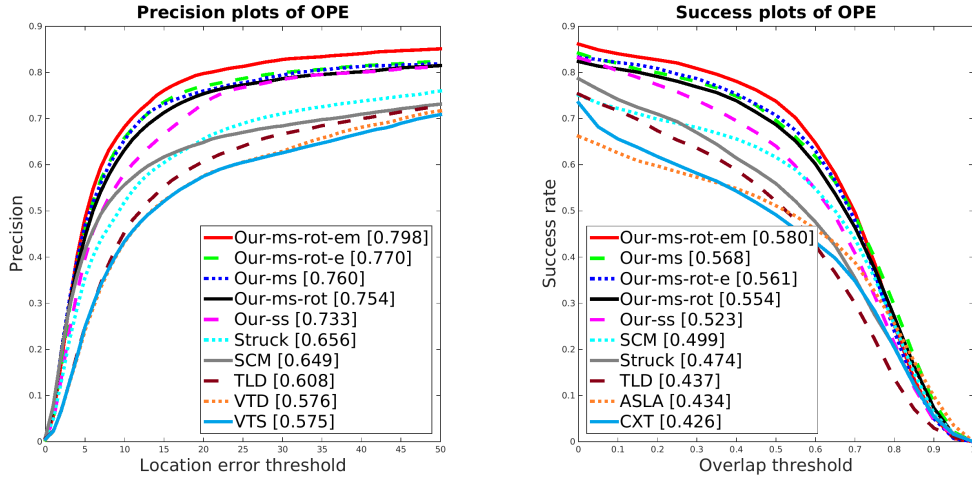 Precision plots of OPE
Precision
0.9
0.8
0.7
0.6
0.5
0.4
0.3
0.2
0.1
0
0 5 10 15 20 25 30 35 40 45 50
Location error threshold
Our-ms-rot-em [0.798]
Our-ms-rot-e [0.770]
Our-ms [0.760]
Our-ms-rot [0.754]
Our-ss [0.733]
Struck [0.656]
SCM [0.649]
TLD [0.608]
VTD [0.576]
VTS [0.575]
Success plots of OPE
Success rate
0.9
0.8
0.7
0.6
0.5
0.4
0.3
0.2
0.1
0
0 0.1 0.2 0.3 0.4 0.5 0.6 0.7 0.8 0.9
Overlap threshold
Our-ms-rot-em [0.580]
Our-ms [0.568]
Our-ms-rot-e [0.561]
Our-ms-rot [0.554]
Our-ss [0.523]
SCM [0.499]
Struck [0.474]
TLD [0.437]
ASLA [0.434]
CXT [0.426]